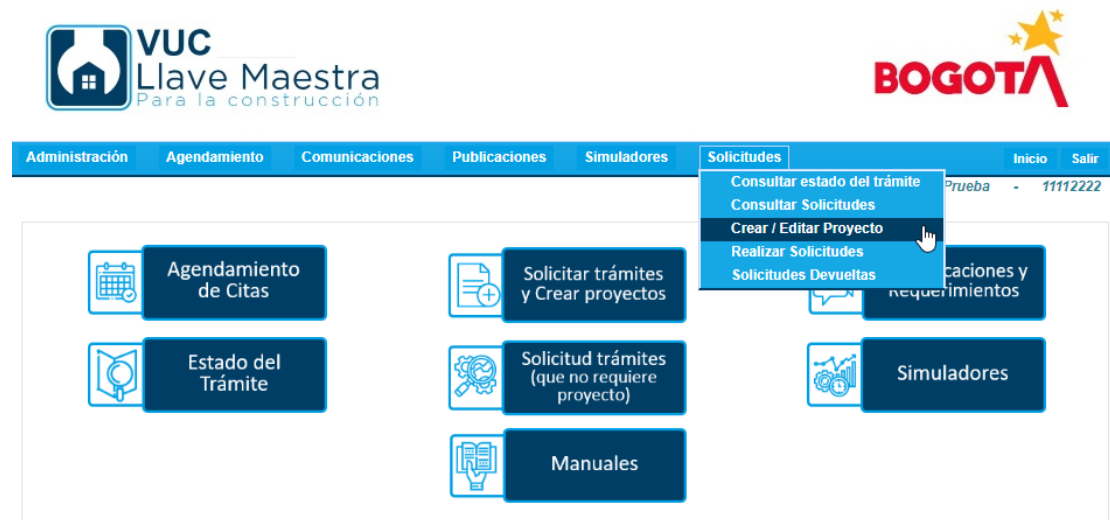 VUC
Llave Maestra
Para la construcción
BOGOTÁ
Administración Agendamiento Comunicaciones Publicaciones Simuladores Solicitudes Inicio Salir
Prueba - 11112222
Consultar estado del trámite
Consultar Solicitudes
Crear / Editar Proyecto
Realizar Solicitudes
Solicitudes Devueltas
Agendamiento
de Citas
Solicitar trámites
y Crear proyectos
caciones y
Requerimientos
Estado del
Trámite
Solicitud trámites
(que no requiere
proyecto)
Simuladores
Manuales